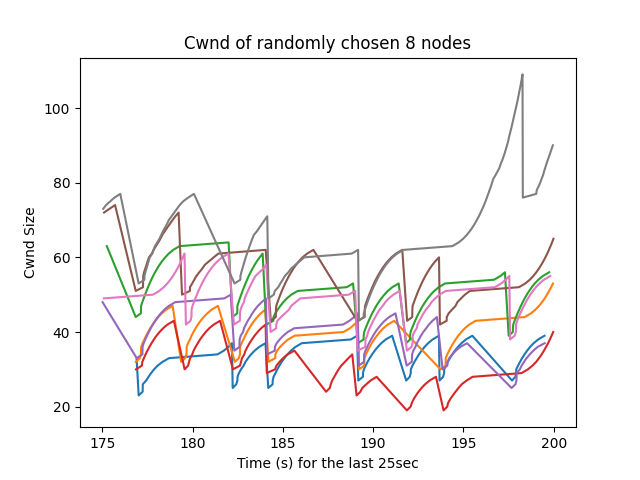 Cwnd of randomly chosen 8 nodes
100
80
60
40
20
Cwnd Size
175 180 185 190 195 200
Time (s) for the last 25sec